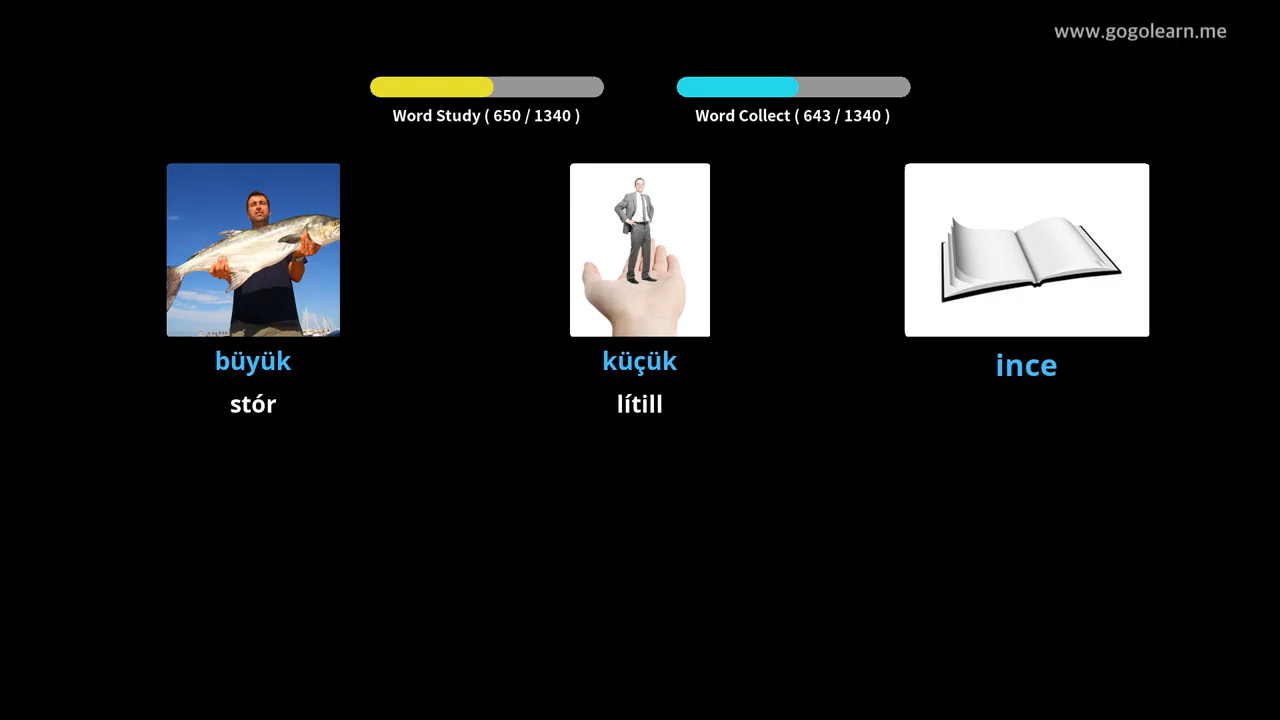 www.gogolearn.me
Word Study ( 650 / 1340 )
Word Collect ( 643 / 1340 )
büyük
küçük
ince
stór
lítill